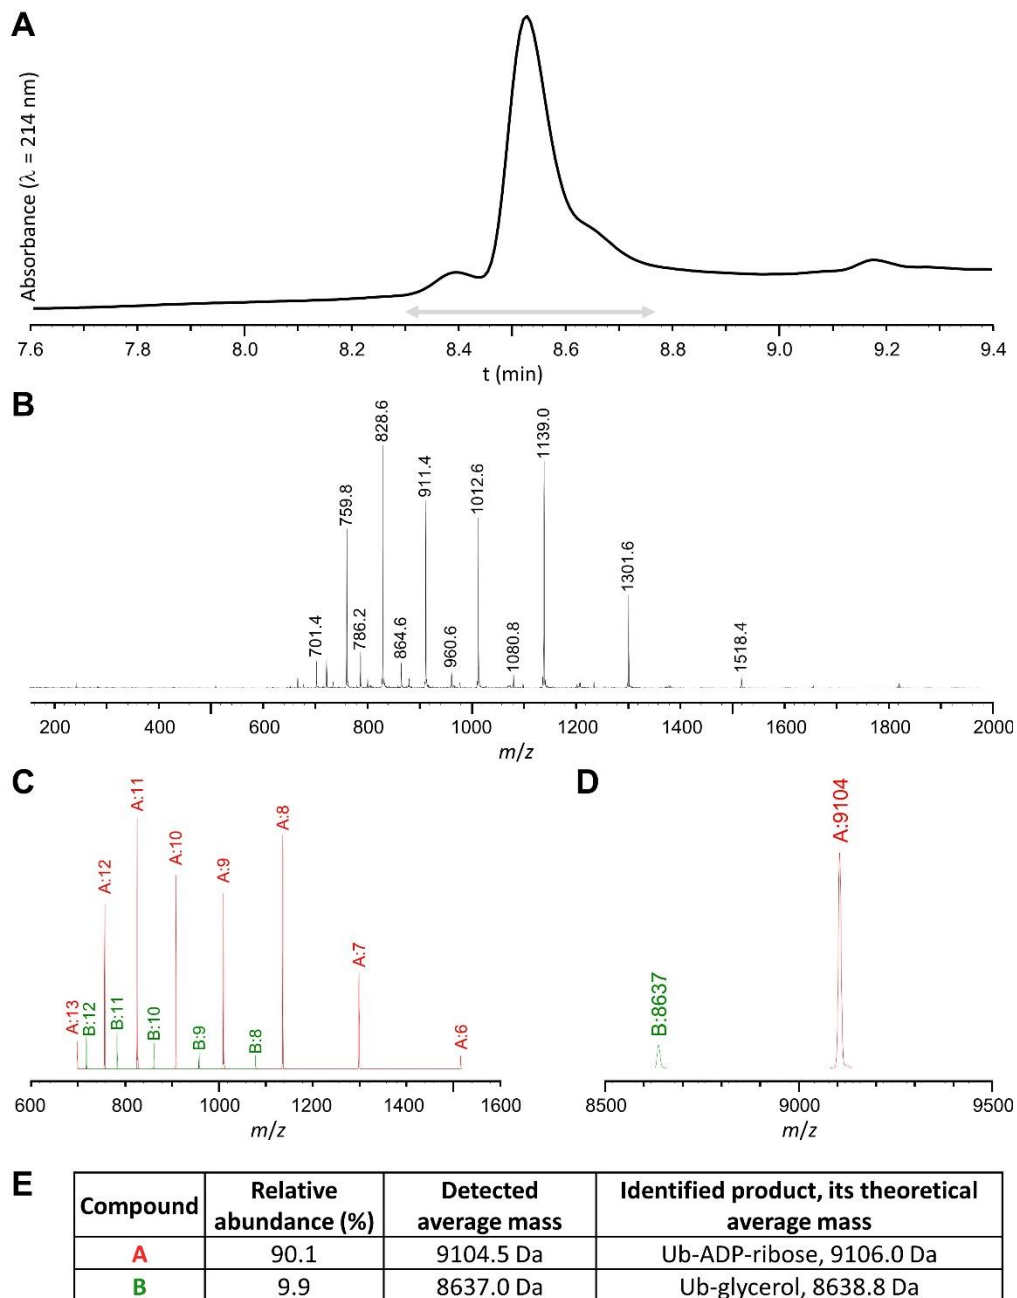 A
Absorbance (λ = 214 nm)
7.6 7.8 8.0 8.2 8.4 8.6 8.8 9.0 9.2 9.4
t (min)
B
701.4 759.8 786.2 828.6 864.6 911.4 960.6 1012.6 1080.8 1139.0 1301.6 1518.4
200 400 600 800 1000 1200 1400 1600 1800 2000
m/z
C
A:13 B:12 A:12 B:11 A:11 B:10 A:10 B:9 A:9 B:8 A:8 A:7 A:6
600 800 1000 1200 1400 1600
m/z
D
B:8637 A:9104
8500 9000 9500
m/z
E
Compound Relative abundance (%) Detected average mass Identified product, its theoretical average mass
A 90.1 9104.5 Da Ub-ADP-ribose, 9106.0 Da
B 9.9 8637.0 Da Ub-glycerol, 8638.8 Da